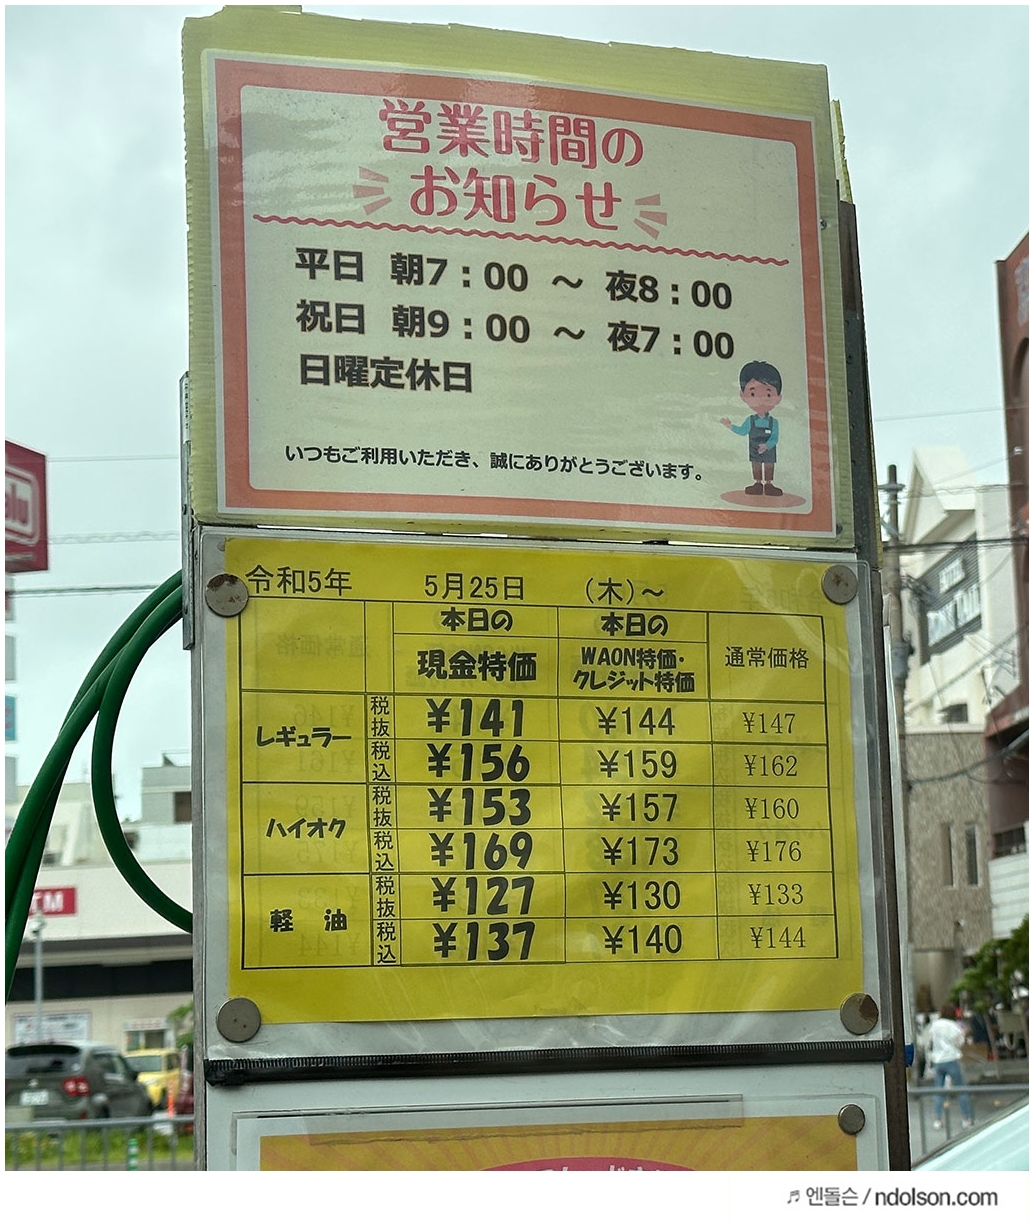 営業時間の
お知らせ
平日 朝7:00 ～ 夜8:00
祝日 朝9:00 ～ 夜7:00
日曜定休日
いつもご利用いただき、誠にありがとうございます。
令和5年 5月25日 (木)～
本日の 本日の
現金特価 WAON特価・ 通常価格
クレジット特価
レギュラー
税抜 ¥141 ¥144 ¥147
税込 ¥156 ¥159 ¥162
ハイオク
税抜 ¥153 ¥157 ¥160
税込 ¥169 ¥173 ¥176
軽 油
税抜 ¥127 ¥130 ¥133
税込 ¥137 ¥140 ¥144
TM
♬ 엔돌슨 / ndolson.com